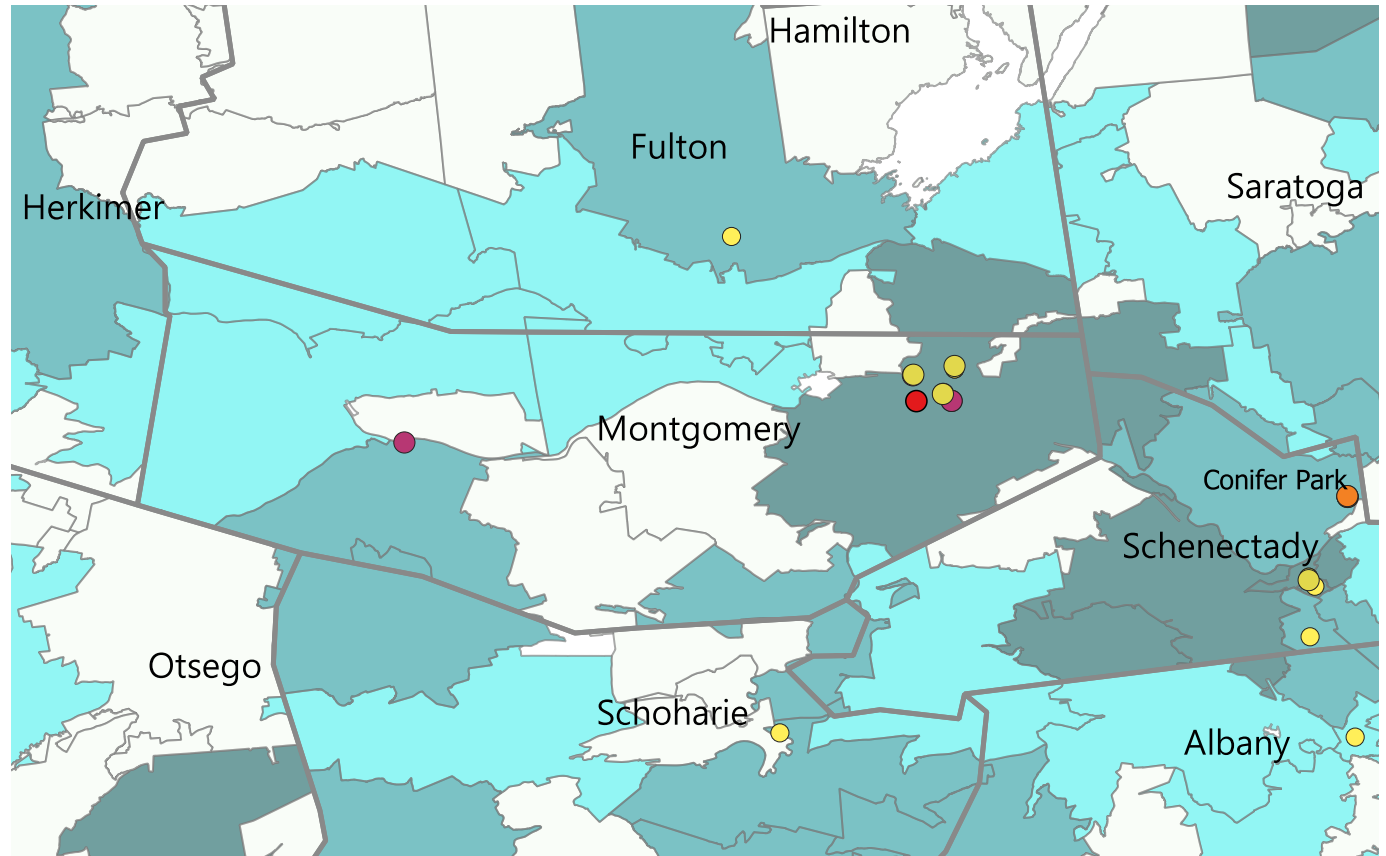 Hamilton
Fulton
Saratoga
Herkimer
Montgomery
Conifer Park
Schenectady
Otsego
Schoharie
Albany